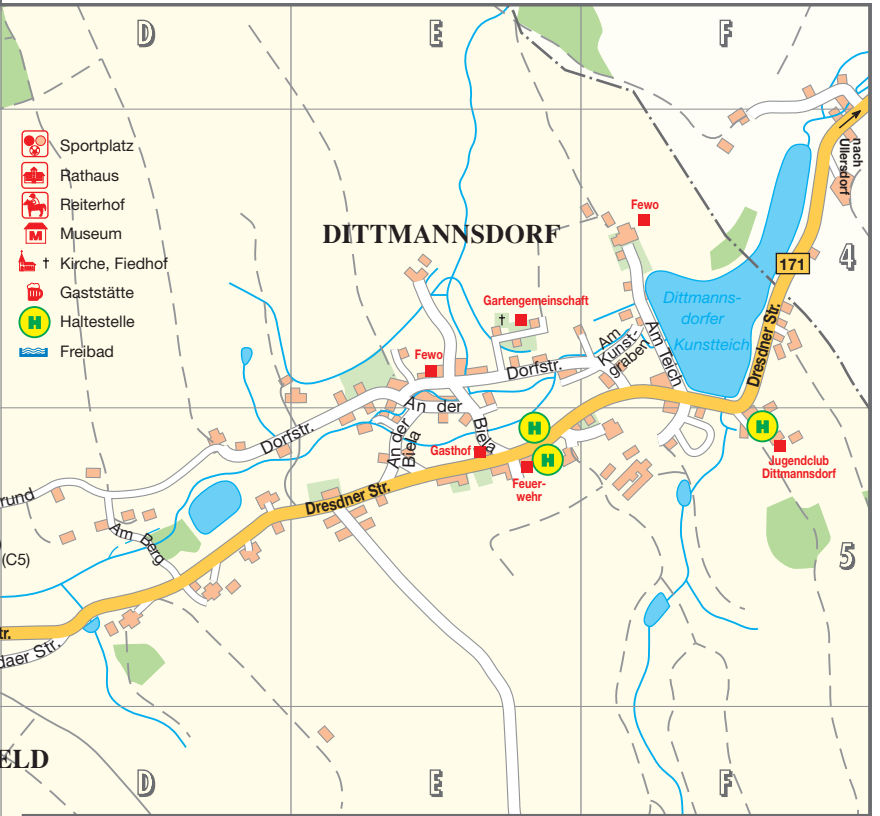 D E F
Sportplatz
Rathaus
Reiterhof
M Museum
Kirche, Fiedhof
Gaststätte
H Haltestelle
Freibad
nach
Ullersdorf
Fewo
DITTMANNSDORF
4
171
Gartengemeinschaft
Dittmanns-
dorfer
Kunstteich
Am
Kunst-
graben
Am Teich
Dresdner Str.
Fewo
Dorfstr.
An der
Biela
An der
Biela
Dorfstr.
H
H
H
Gasthof
Feuer-
wehr
Jugendclub
Dittmannsdorf
rund
Dresdner Str.
Am Berg
(C5)
5
tr.
daer Str.
ELD
D E F